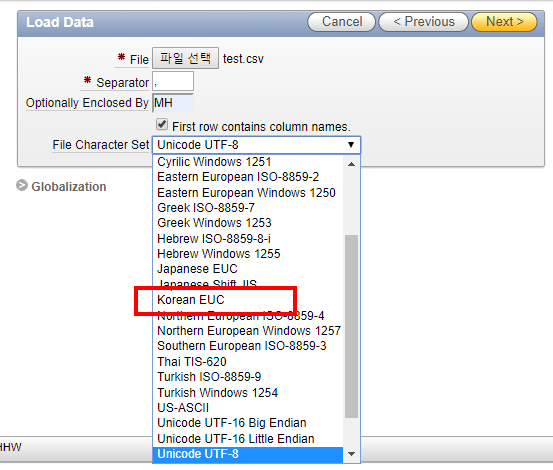 Load Data
Cancel
< Previous
Next >
* File 파일 선택 test.csv
* Separator ,
Optionally Enclosed By MH
First row contains column names.
File Character Set Unicode UTF-8
Cyrilic Windows 1251
Eastern European ISO-8859-2
Eastern European Windows 1250
Greek ISO-8859-7
Greek Windows 1253
Hebrew ISO-8859-8-i
Hebrew Windows 1255
Japanese EUC
Japanese Shift JIS
Korean EUC
Northern European ISO-8859-4
Northern European Windows 1257
Southern European ISO-8859-3
Thai TIS-620
Turkish ISO-8859-9
Turkish Windows 1254
US-ASCII
Unicode UTF-16 Big Endian
Unicode UTF-16 Little Endian
Unicode UTF-8
Globalization